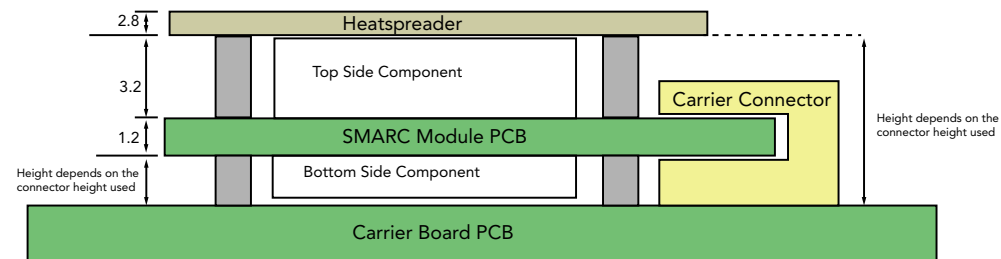 2.8
Heatspreader
3.2
Top Side Component
Carrier Connector
Height depends on the
connector height used
1.2
SMARC Module PCB
Bottom Side Component
Height depends on the
connector height used
Carrier Board PCB